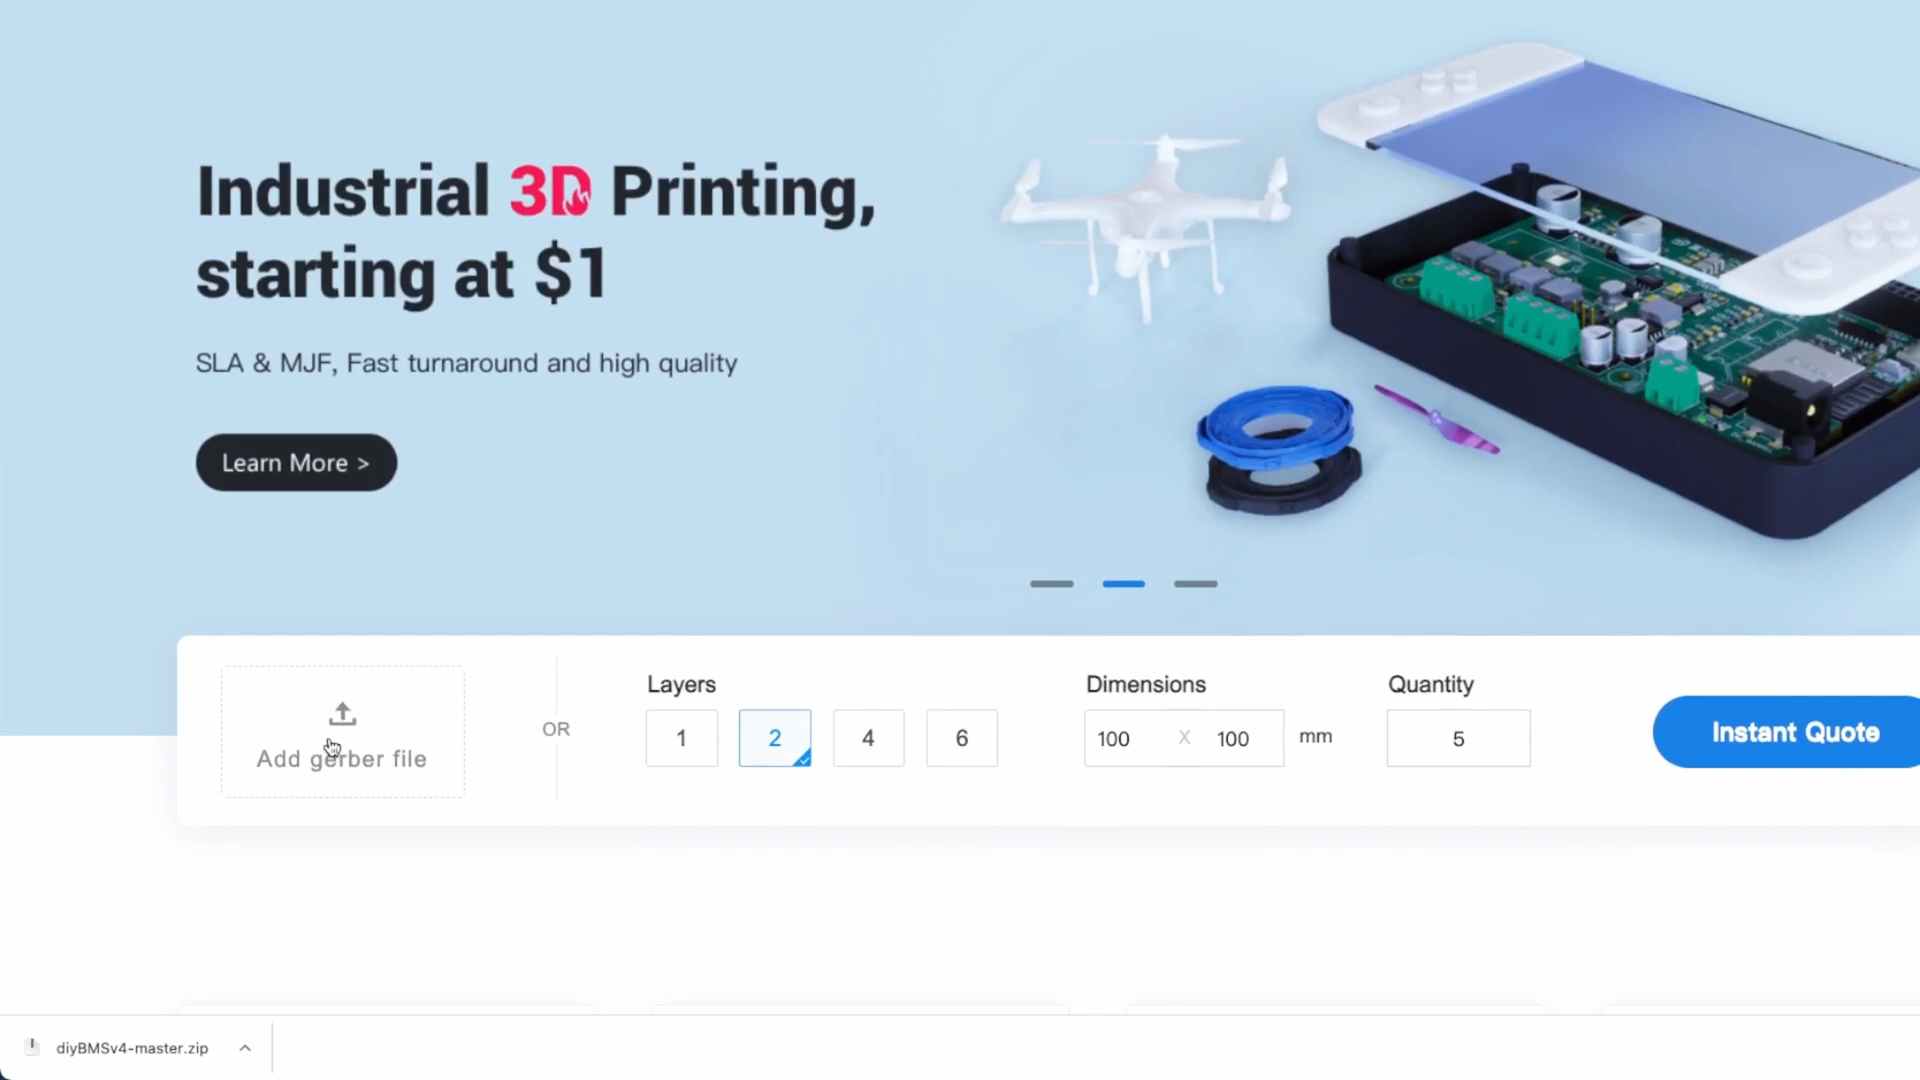 Industrial 3D Printing,
starting at $1
SLA & MJF, Fast turnaround and high quality
Learn More >
Add gerber file
OR
Layers
1 2 4 6
Dimensions
100 X 100 mm
Quantity
5
Instant Quote
diyBMSv4-master.zip